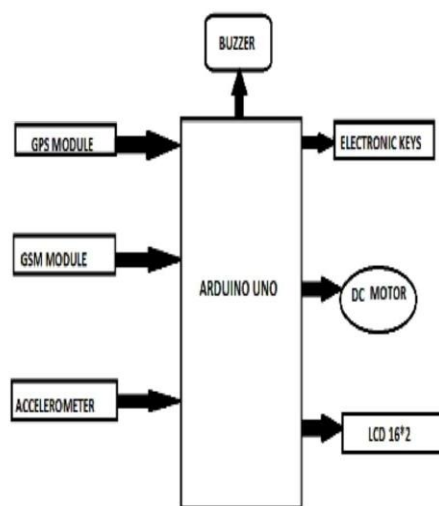 BUZZER
GPS MODULE
ELECTRONIC KEYS
GSM MODULE
ARDUINO UNO
DC MOTOR
ACCELEROMETER
LCD 16*2